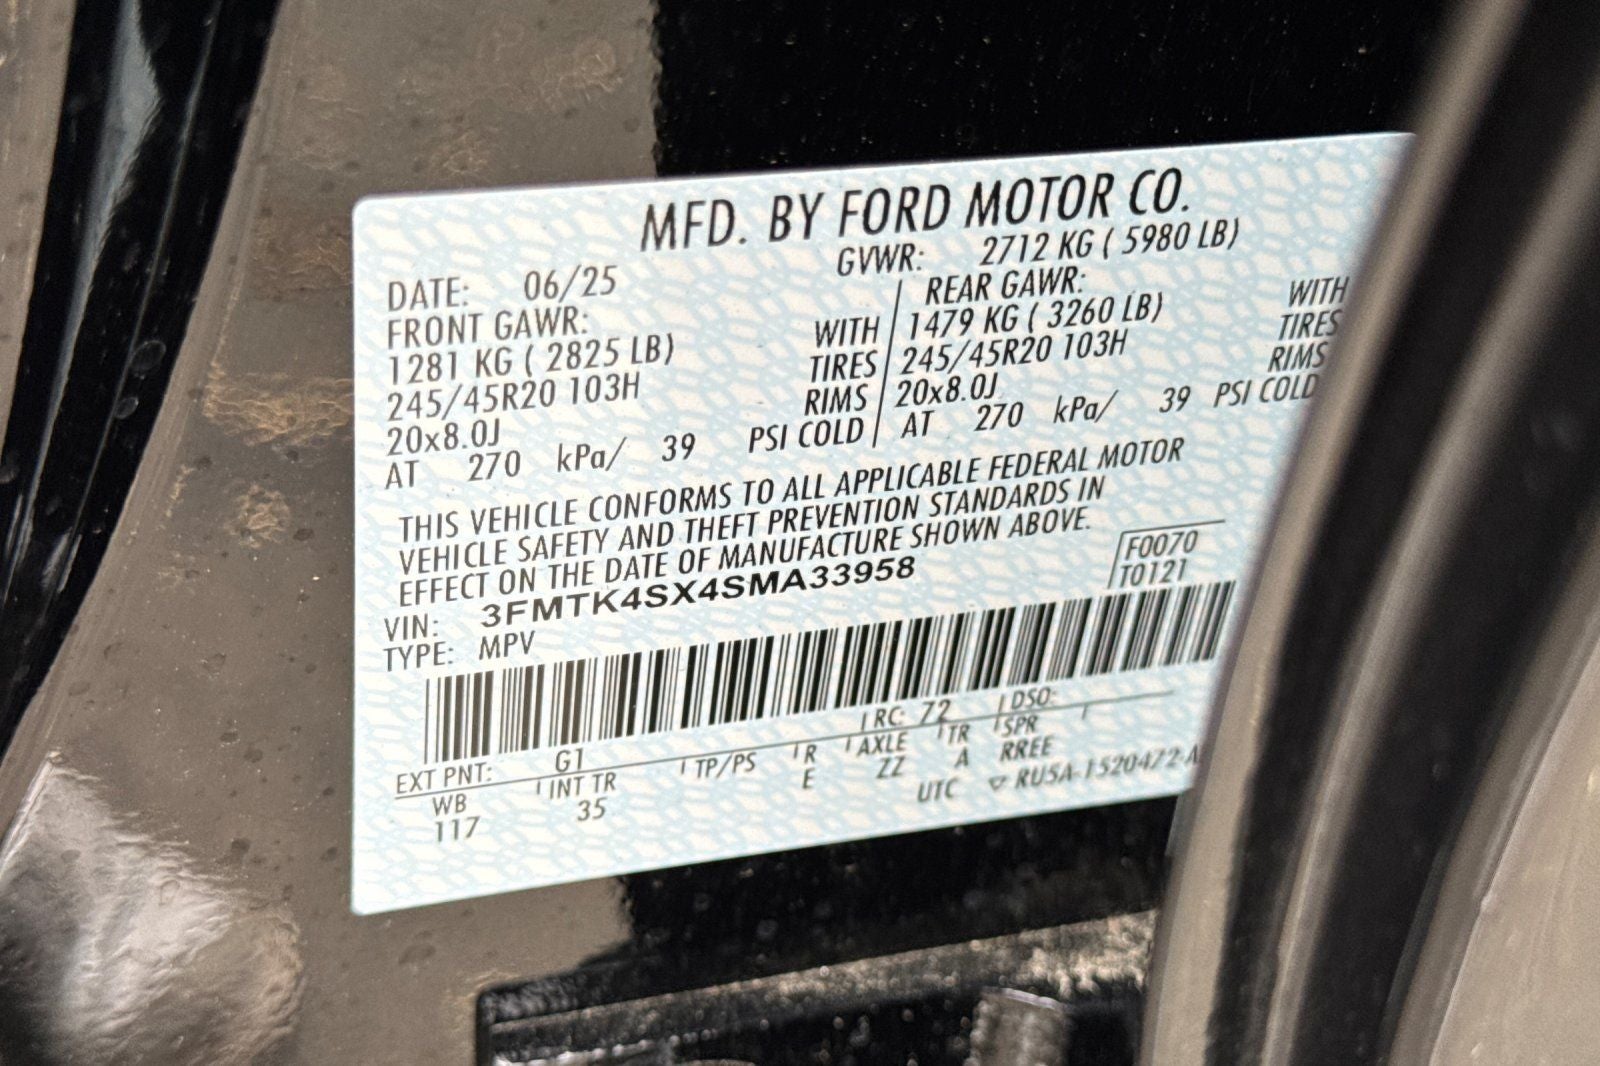 MFD. BY FORD MOTOR CO.
DATE: 06/25 GVWR: 2712 KG ( 5980 LB)
FRONT GAWR: REAR GAWR:
1281 KG ( 2825 LB) WITH 1479 KG ( 3260 LB) WITH
245/45R20 103H TIRES 245/45R20 103H TIRES
20x8.0J RIMS 20x8.0J RIMS
AT 270 kPa/ 39 PSI COLD AT 270 kPa/ 39 PSI COLD
THIS VEHICLE CONFORMS TO ALL APPLICABLE FEDERAL MOTOR
VEHICLE SAFETY AND THEFT PREVENTION STANDARDS IN
EFFECT ON THE DATE OF MANUFACTURE SHOWN ABOVE.
VIN: 3FMTK4SX4SMA33958 F0070
TYPE: MPV T0121
EXT PNT: G1 RC: 72 DSO:
WB INT TR TP/PS R AXLE TR SPR
117 35 E ZZ A RREE
UTC ▽ RU5A-1520472-A